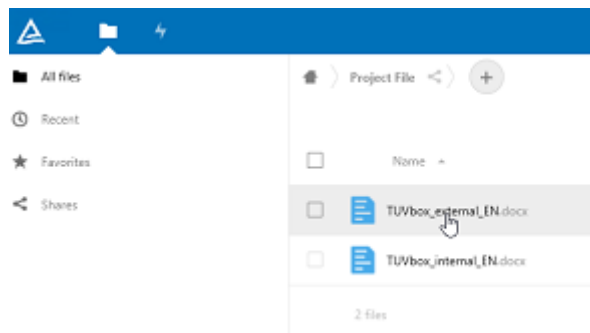 All files
Project File
Recent
Favorites
Name
Shares
TUVbox_external_EN.docx
TUVbox_internal_EN.docx
2 files